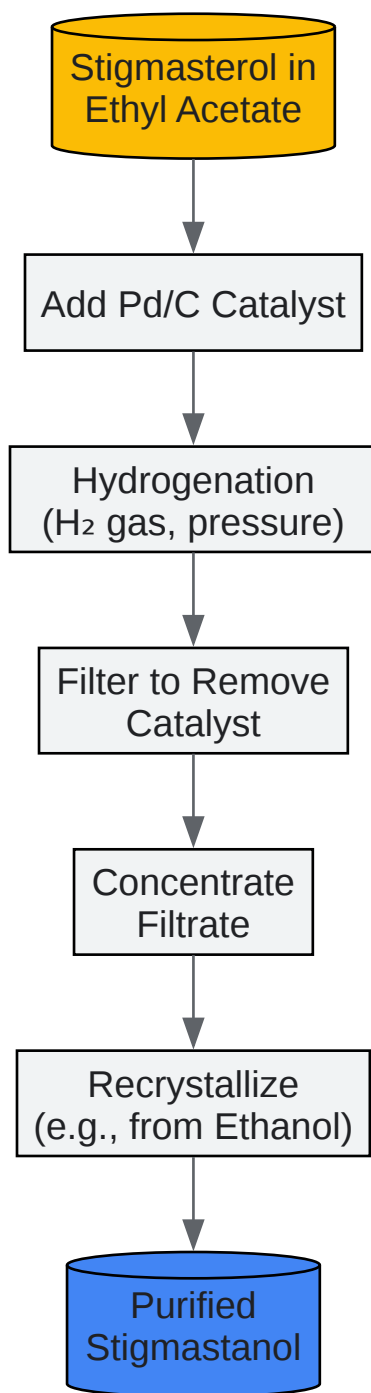 Stigmasterol in
Ethyl Acetate
Add Pd/C Catalyst
Hydrogenation
(H₂ gas, pressure)
Filter to Remove
Catalyst
Concentrate
Filtrate
Recrystallize
(e.g., from Ethanol)
Purified
Stigmastanol